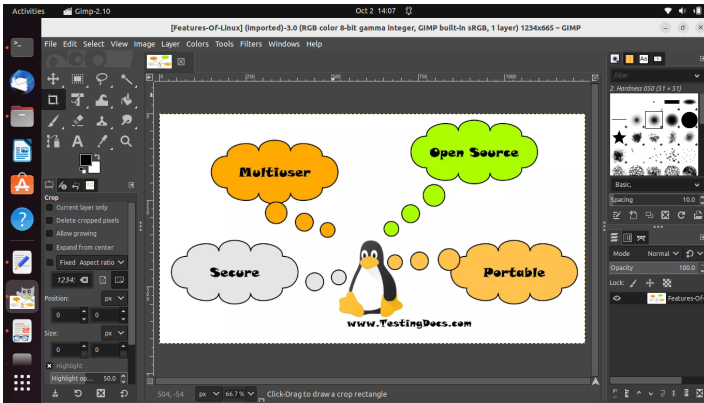 Activities
Gimp-2.10
Oct 2 14:07
[Features-Of-Linux] (imported)-3.0 (RGB color 8-bit gamma integer, GIMP built-in sRGB, 1 layer) 1234x665 – GIMP
File Edit Select View Image Layer Colors Tools Filters Windows Help
filter
2. Hardness 050 (51 × 51)
Multiuser
Open Source
Secure
Portable
www.TestingDocs.com
Basic,
Spacing 10.0
Crop
Current layer only
Delete cropped pixels
Allow growing
Expand from center
Fixed Aspect ratio
1234:
Position: px
0 0
Size: px
0 0
Highlight
Highlight op... 50.0
Mode Normal
Opacity 100.0
Lock:
Features-Of-
504, -54 px 66.7 % Click-Drag to draw a crop rectangle